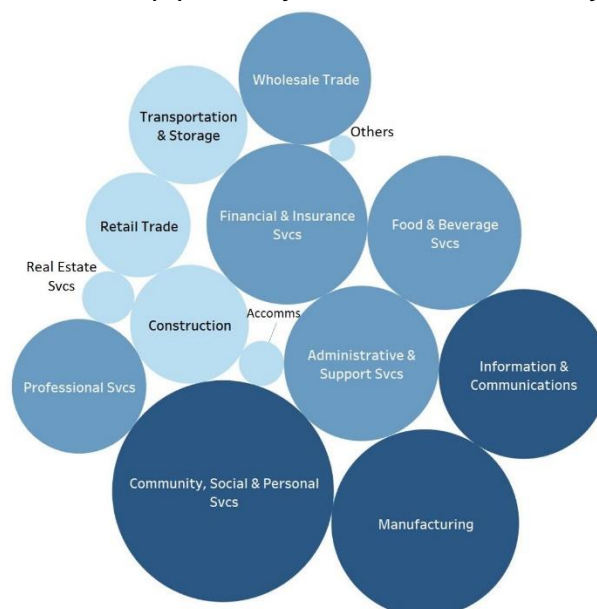 Wholesale Trade
Transportation
& Storage
Others
Retail Trade
Financial & Insurance
Svcs
Food & Beverage
Svcs
Real Estate
Svcs
Construction
Accomms
Professional Svcs
Administrative &
Support Svcs
Information &
Communications
Community, Social & Personal
Svcs
Manufacturing